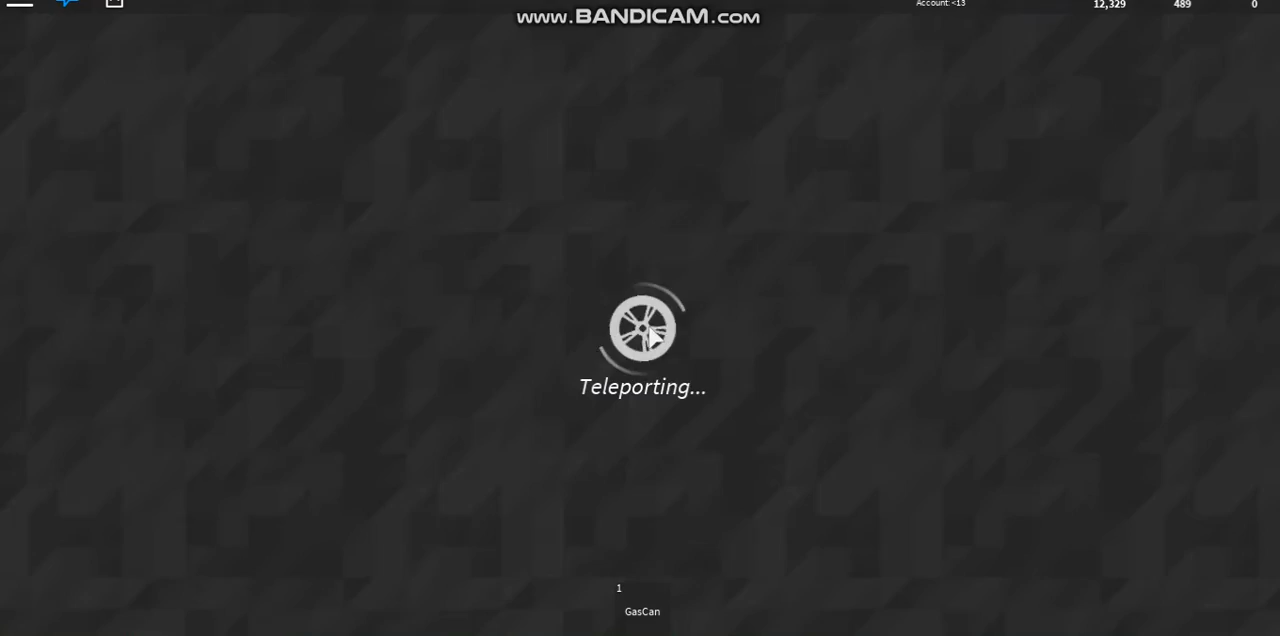 www.BANDICAM.com
Account: <13
12,329
489
0
Teleporting...
1
GasCan